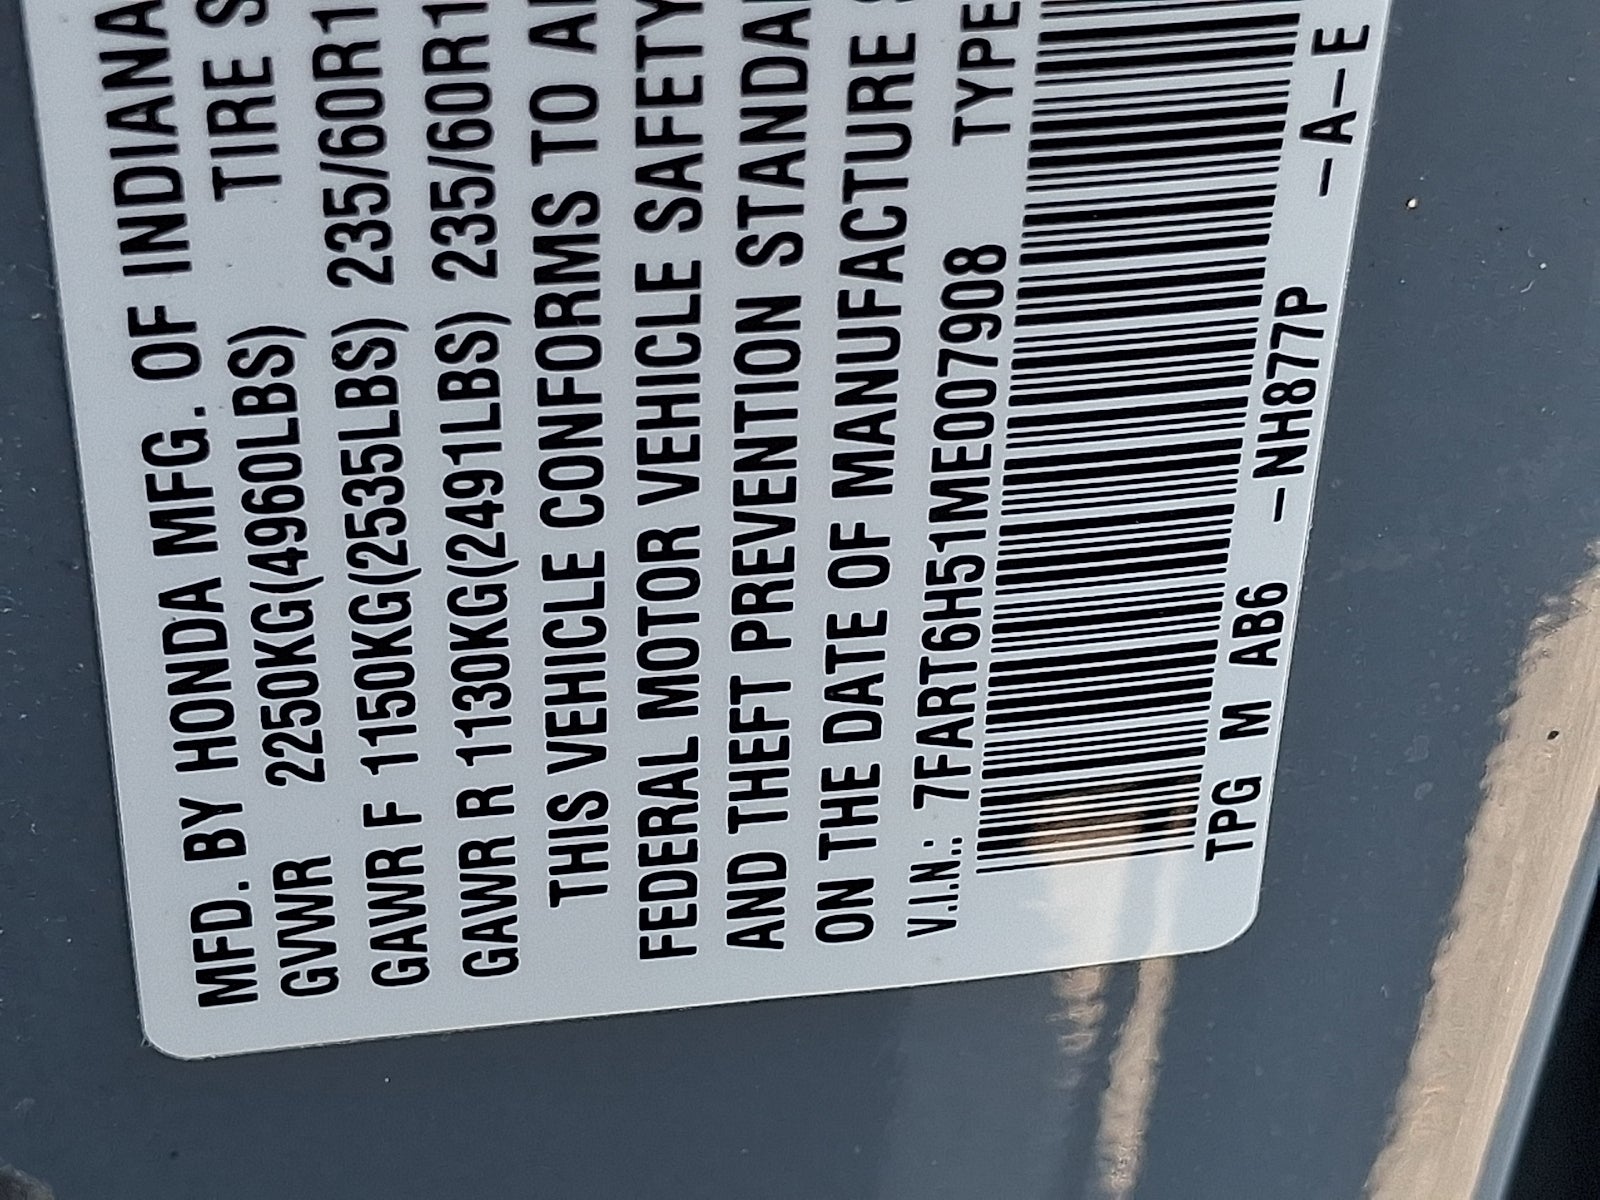 MFD. BY HONDA MFG. OF INDIANA
GVWR 2250KG(4960LBS) TIRE S
GAWR F 1150KG(2535LBS) 235/60R1
GAWR R 1130KG(2491LBS) 235/60R1
THIS VEHICLE CONFORMS TO A
FEDERAL MOTOR VEHICLE SAFETY
AND THEFT PREVENTION STANDA
ON THE DATE OF MANUFACTURE S
V.I.N.: 7FART6H51ME007908 TYPE
TPG M AB6 -NH877P -A-E